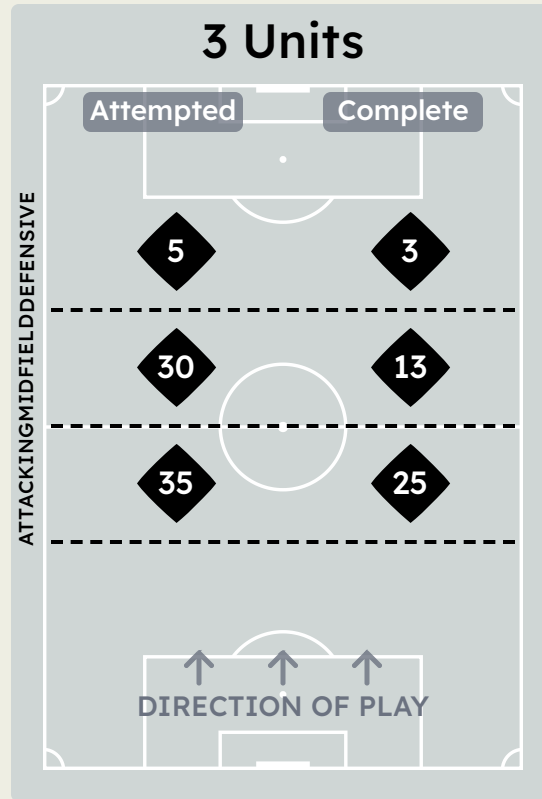 3 Units
Attempted Complete
5 3
30 13
35 25
ATTACKINGMIDFIELDDEFENSIVE
DIRECTION OF PLAY